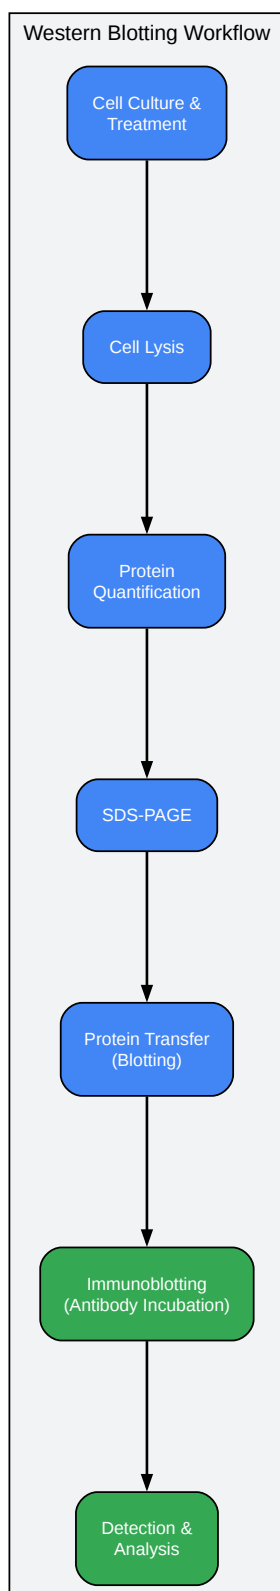 Western Blotting Workflow
Cell Culture &
Treatment
Cell Lysis
Protein
Quantification
SDS-PAGE
Protein Transfer
(Blotting)
Immunoblotting
(Antibody Incubation)
Detection &
Analysis